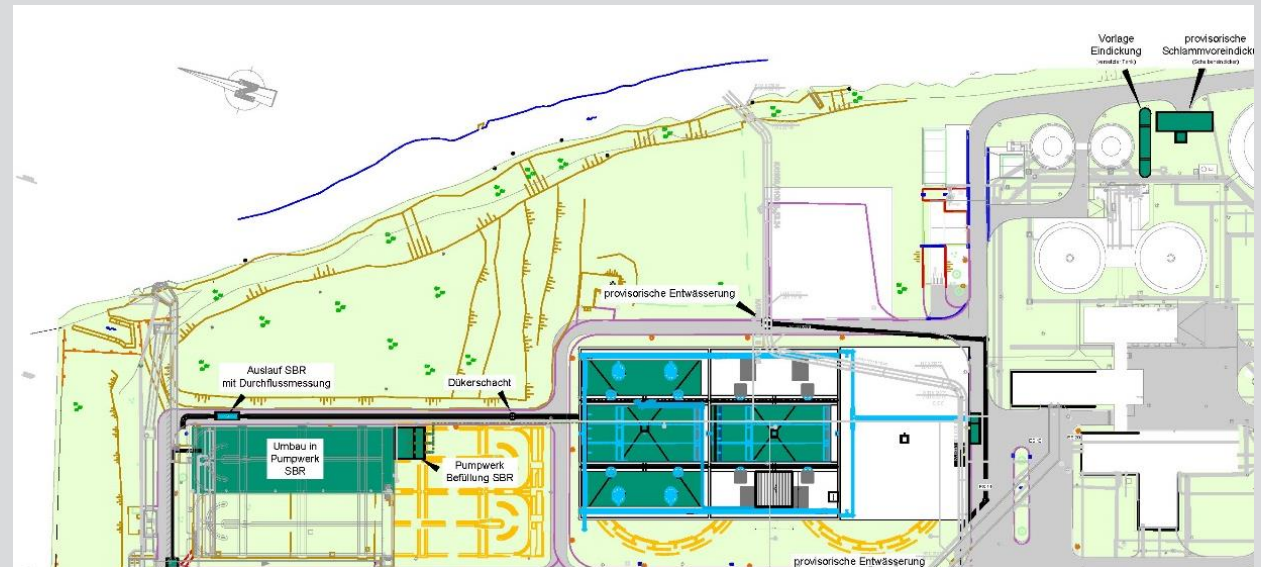 Vorlage
Eindickung
provisorische
Schlammvoreindicku
provisorische Entwässerung
Auslauf SBR
mit Durchflussmessung
Dükerschacht
Umbau in
Pumpwerk
SBR
Pumpwerk
Befüllung SBR
provisorische Entwässerung